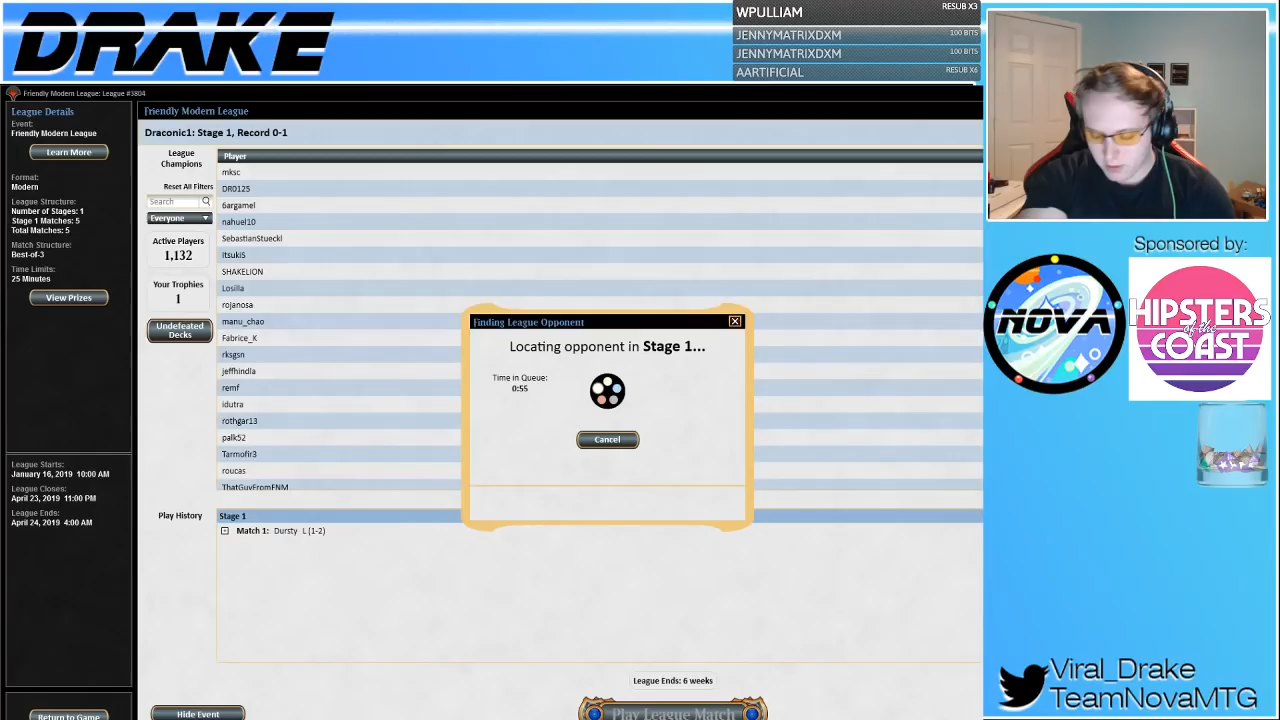 DRAKE
WPULLIAM RESUB X3
JENNYMATRIXDXM 100 BITS
JENNYMATRIXDXM 100 BITS
AARTIFICIAL RESUB X6
Friendly Modern League: League #3804
League Details
Event:
Friendly Modern League
Learn More
Format:
Modern
League Structure:
Number of Stages: 1
Stage 1 Matches: 5
Total Matches: 5
Match Structure:
Best-of-3
Time Limits:
25 Minutes
View Prizes
League Starts:
January 16, 2019 10:00 AM
League Closes:
April 23, 2019 11:00 PM
League Ends:
April 24, 2019 4:00 AM
Return to Game
Friendly Modern League
Draconic1: Stage 1, Record 0-1
League Champions
Reset All Filters
Search
Everyone
Active Players
1,132
Your Trophies
1
Undefeated Decks
Player
mksc
DR0125
6argamel
nahuel10
SebastianStueckl
ItsukiS
SHAKELION
Losilla
rojanosa
manu_chao
Fabrice_K
rksgsn
jeffhindla
remf
idutra
rothgar13
palk52
Tarmofir3
roucas
ThatGuyFromFNM
Finding League Opponent
Locating opponent in Stage 1...
Time in Queue:
0:55
Cancel
Play History
Stage 1
Match 1: Dursty L (1-2)
League Ends: 6 weeks
Hide Event
Play League Match
Sponsored by:
NOVA
HIPSTERS
of the
COAST
Viral_Drake
TeamNovaMTG